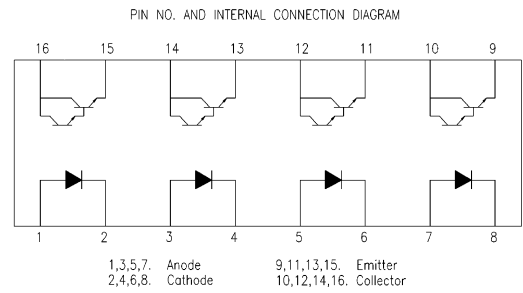 PIN NO. AND INTERNAL CONNECTION DIAGRAM
16 15 14 13 12 11 10 9
1 2 3 4 5 6 7 8
1,3,5,7. Anode 9,11,13,15. Emitter
2,4,6,8. Cathode 10,12,14,16. Collector